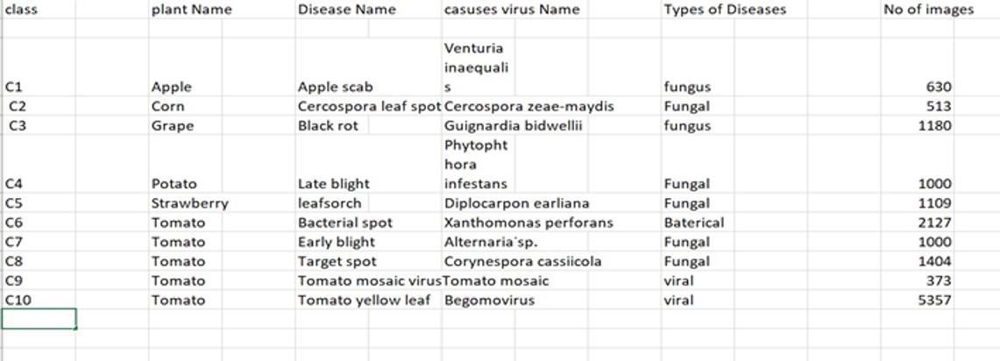 class plant Name Disease Name casuses virus Name Types of Diseases No of images
Venturia
inaequali
C1 Apple Apple scab s fungus 630
C2 Corn Cercospora leaf spot Cercospora zeae-maydis Fungal 513
C3 Grape Black rot Guignardia bidwellii fungus 1180
Phytopht
hora
C4 Potato Late blight infestans Fungal 1000
C5 Strawberry leafsorch Diplocarpon earliana Fungal 1109
C6 Tomato Bacterial spot Xanthomonas perforans Baterical 2127
C7 Tomato Early blight Alternaria sp. Fungal 1000
C8 Tomato Target spot Corynespora cassiicola Fungal 1404
C9 Tomato Tomato mosaic virus Tomato mosaic viral 373
C10 Tomato Tomato yellow leaf Begomovirus viral 5357